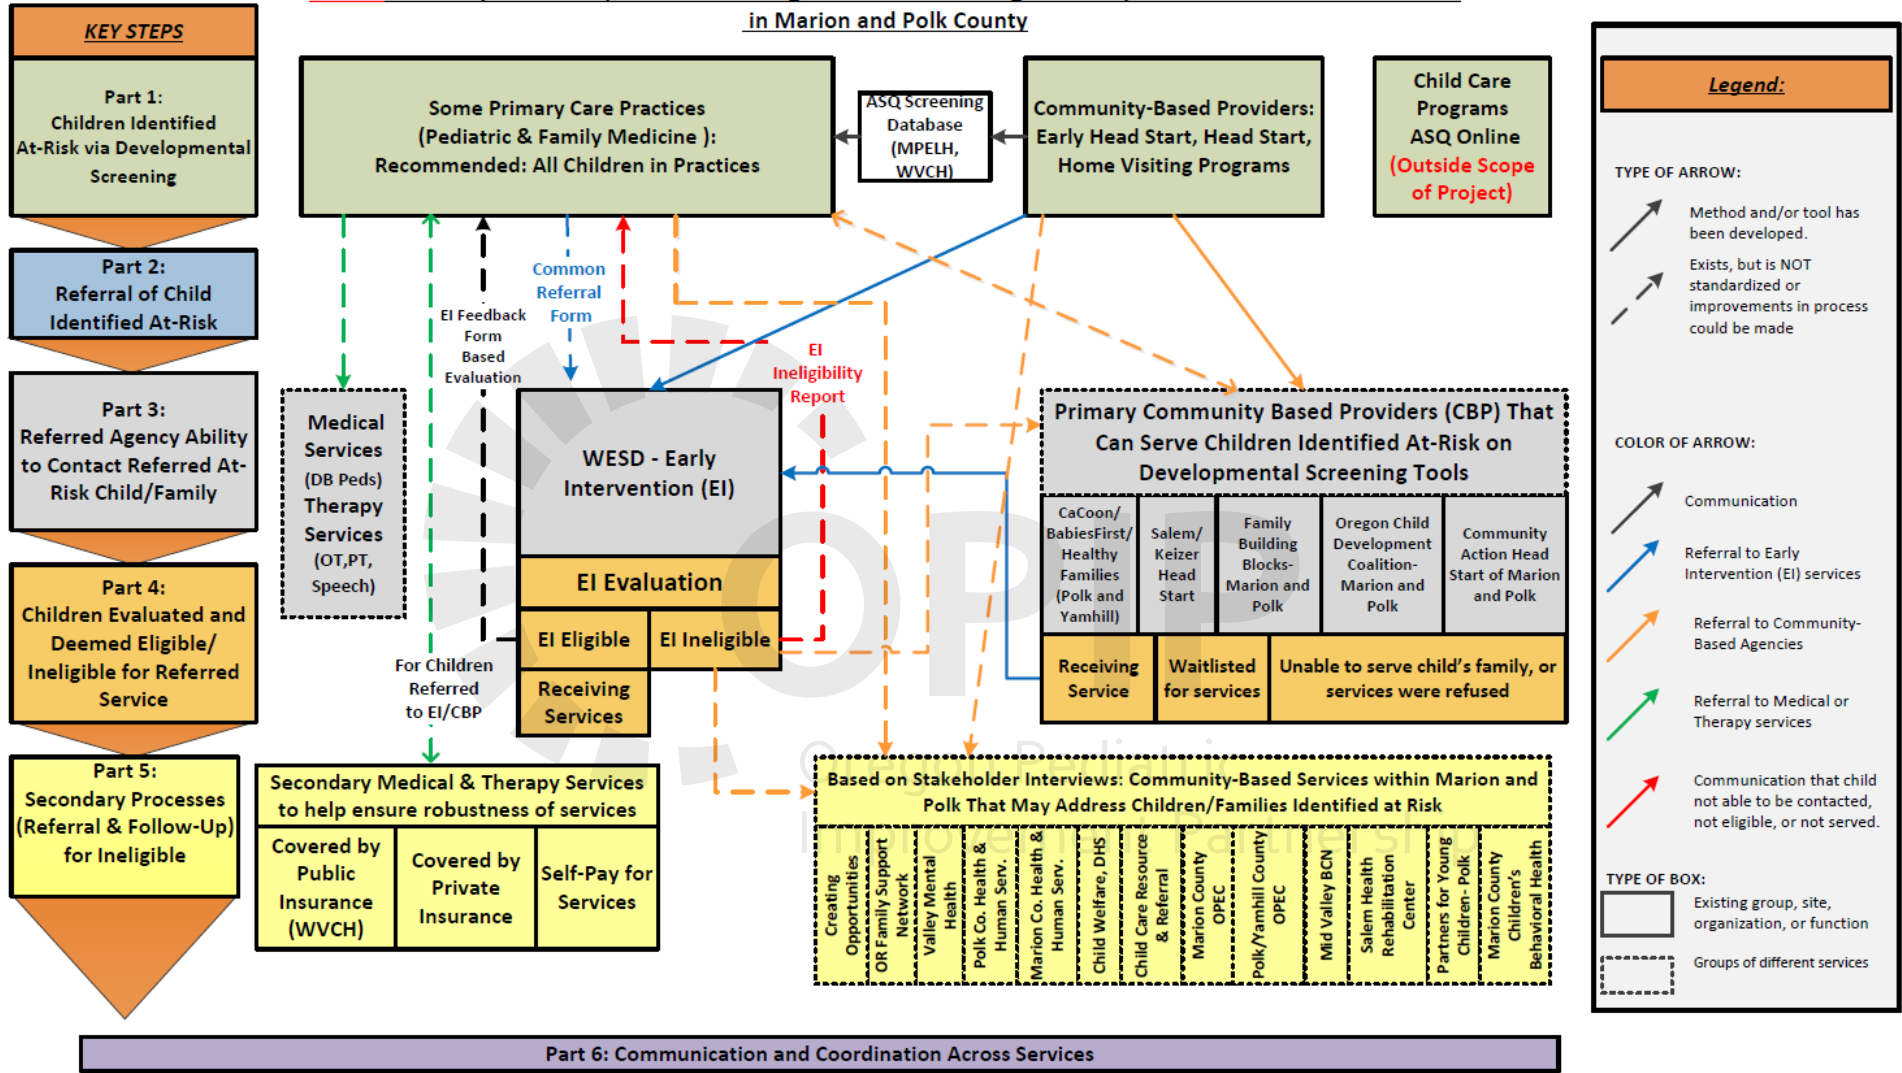 in Marion and Polk County
KEY STEPS
Part 1:
Children Identified
At-Risk via Developmental
Screening
Part 2:
Referral of Child
Identified At-Risk
Part 3:
Referred Agency Ability
to Contact Referred At-
Risk Child/Family
Part 4:
Children Evaluated and
Deemed Eligible/
Ineligible for Referred
Service
Part 5:
Secondary Processes
(Referral & Follow-Up)
for Ineligible
Some Primary Care Practices
(Pediatric & Family Medicine ):
Recommended: All Children in Practices
ASQ Screening
Database
(MPELH,
WVCH)
Community-Based Providers:
Early Head Start, Head Start,
Home Visiting Programs
Child Care
Programs
ASQ Online
(Outside Scope
of Project)
EI Feedback
Form
Based
Evaluation
Common
Referral
Form
EI
Ineligibility
Report
Medical
Services
(DB Peds)
Therapy
Services
(OT,PT,
Speech)
WESD - Early
Intervention (EI)
EI Evaluation
EI Eligible
EI Ineligible
Receiving
Services
For Children
Referred
to EI/CBP
Primary Community Based Providers (CBP) That
Can Serve Children Identified At-Risk on
Developmental Screening Tools
CaCoon/
BabiesFirst/
Healthy
Families
(Polk and
Yamhill)
Salem/
Keizer
Head
Start
Family
Building
Blocks-
Marion and
Polk
Oregon Child
Development
Coalition-
Marion and
Polk
Community
Action Head
Start of Marion
and Polk
Receiving
Service
Waitlisted
for services
Unable to serve child's family, or
services were refused
Secondary Medical & Therapy Services
to help ensure robustness of services
Covered by
Public
Insurance
(WVCH)
Covered by
Private
Insurance
Self-Pay for
Services
Based on Stakeholder Interviews: Community-Based Services within Marion and
Polk That May Address Children/Families Identified at Risk
Creating
Opportunities
OR Family Support
Network
Valley Mental
Health
Polk Co. Health &
Human Serv.
Marion Co. Health &
Human Serv.
Child Welfare, DHS
Child Care Resource
& Referral
Marion County
OPEC
Polk/Yamhill County
OPEC
Mid Valley BCN
Salem Health
Rehabilitation
Center
Partners for Young
Children- Polk
Marion County
Children's
Behavioral Health
OPIP
Oregon Pediatric
Improvement Partnership
Part 6: Communication and Coordination Across Services
Legend:
TYPE OF ARROW:
Method and/or tool has
been developed.
Exists, but is NOT
standardized or
improvements in process
could be made
COLOR OF ARROW:
Communication
Referral to Early
Intervention (EI) services
Referral to Community-
Based Agencies
Referral to Medical or
Therapy services
Communication that child
not able to be contacted,
not eligible, or not served.
TYPE OF BOX:
Existing group, site,
organization, or function
Groups of different services